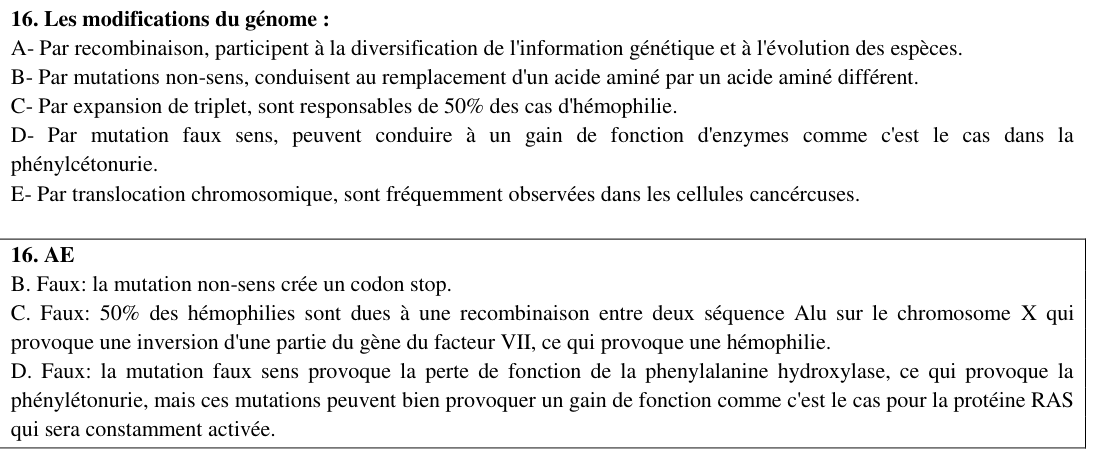 16. Les modifications du génome :
A- Par recombinaison, participent à la diversification de l'information génétique et à l'évolution des espèces.
B- Par mutations non-sens, conduisent au remplacement d'un acide aminé par un acide aminé différent.
C- Par expansion de triplet, sont responsables de 50% des cas d'hémophilie.
D- Par mutation faux sens, peuvent conduire à un gain de fonction d'enzymes comme c'est le cas dans la
phénylcétonurie.
E- Par translocation chromosomique, sont fréquemment observées dans les cellules cancércuses.
16. AE
B. Faux: la mutation non-sens crée un codon stop.
C. Faux: 50% des hémophilies sont dues à une recombinaison entre deux séquence Alu sur le chromosome X qui
provoque une inversion d'une partie du gène du facteur VII, ce qui provoque une hémophilie.
D. Faux: la mutation faux sens provoque la perte de fonction de la phenylalanine hydroxylase, ce qui provoque la
phénylétonurie, mais ces mutations peuvent bien provoquer un gain de fonction comme c'est le cas pour la protéine RAS
qui sera constamment activée.